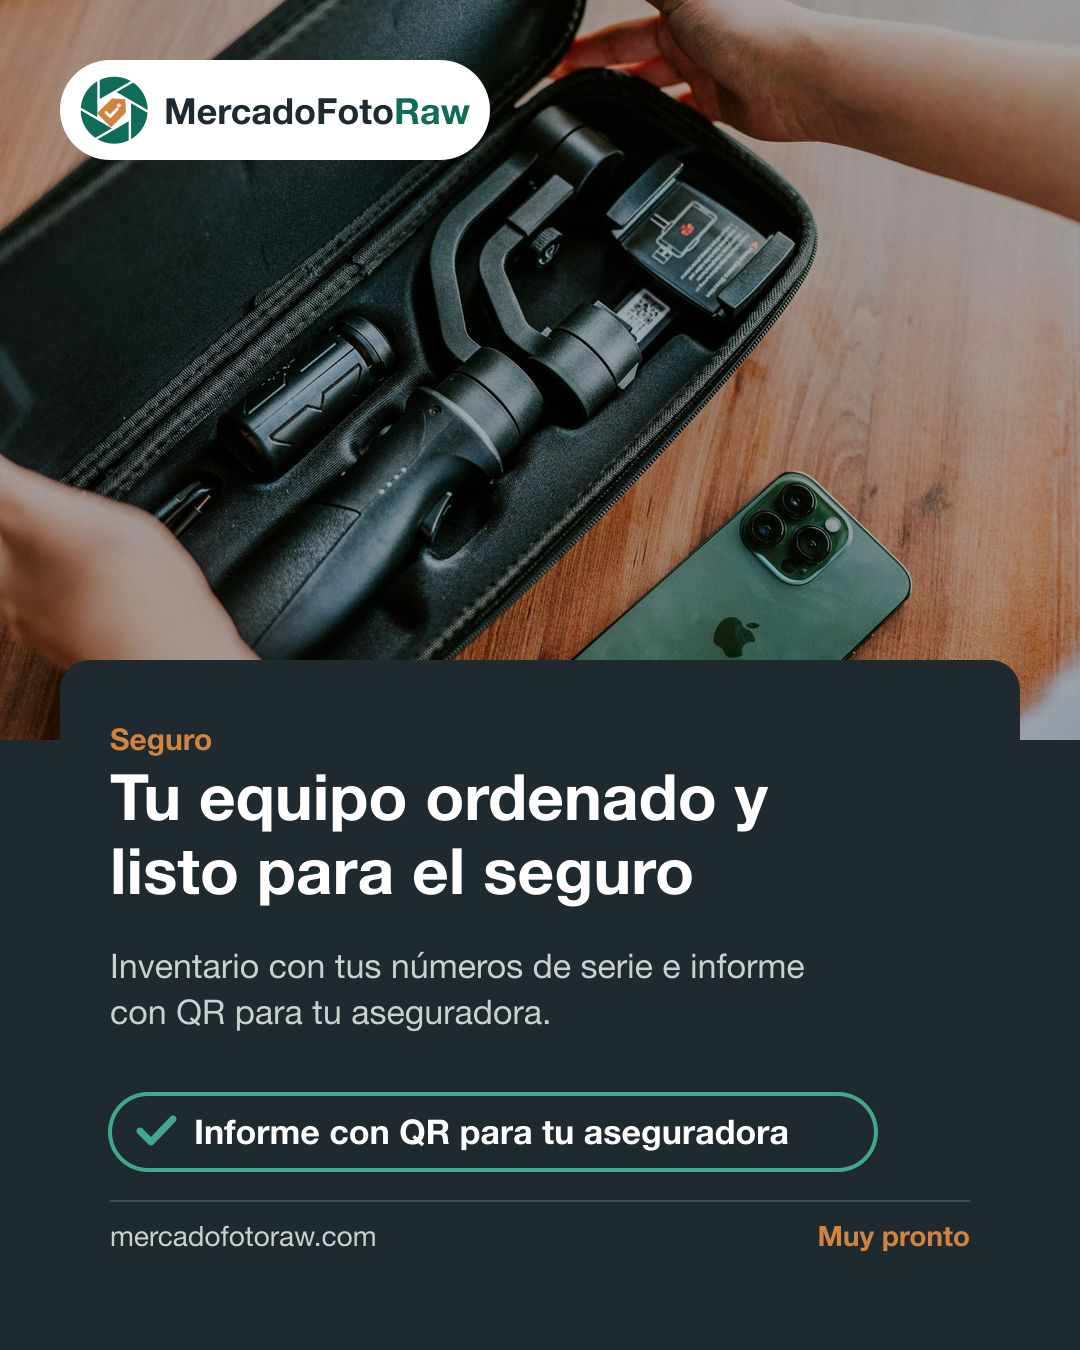 MercadoFotoRaw
Seguro
Tu equipo ordenado y
listo para el seguro
Inventario con tus números de serie e informe
con QR para tu aseguradora.
Informe con QR para tu aseguradora
mercadofotoraw.com
Muy pronto